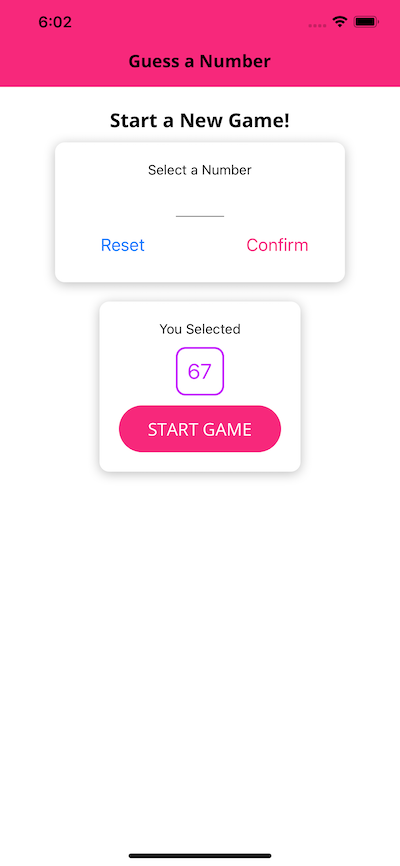 6:02
Guess a Number
Start a New Game!
Select a Number
Reset Confirm
You Selected
67
START GAME